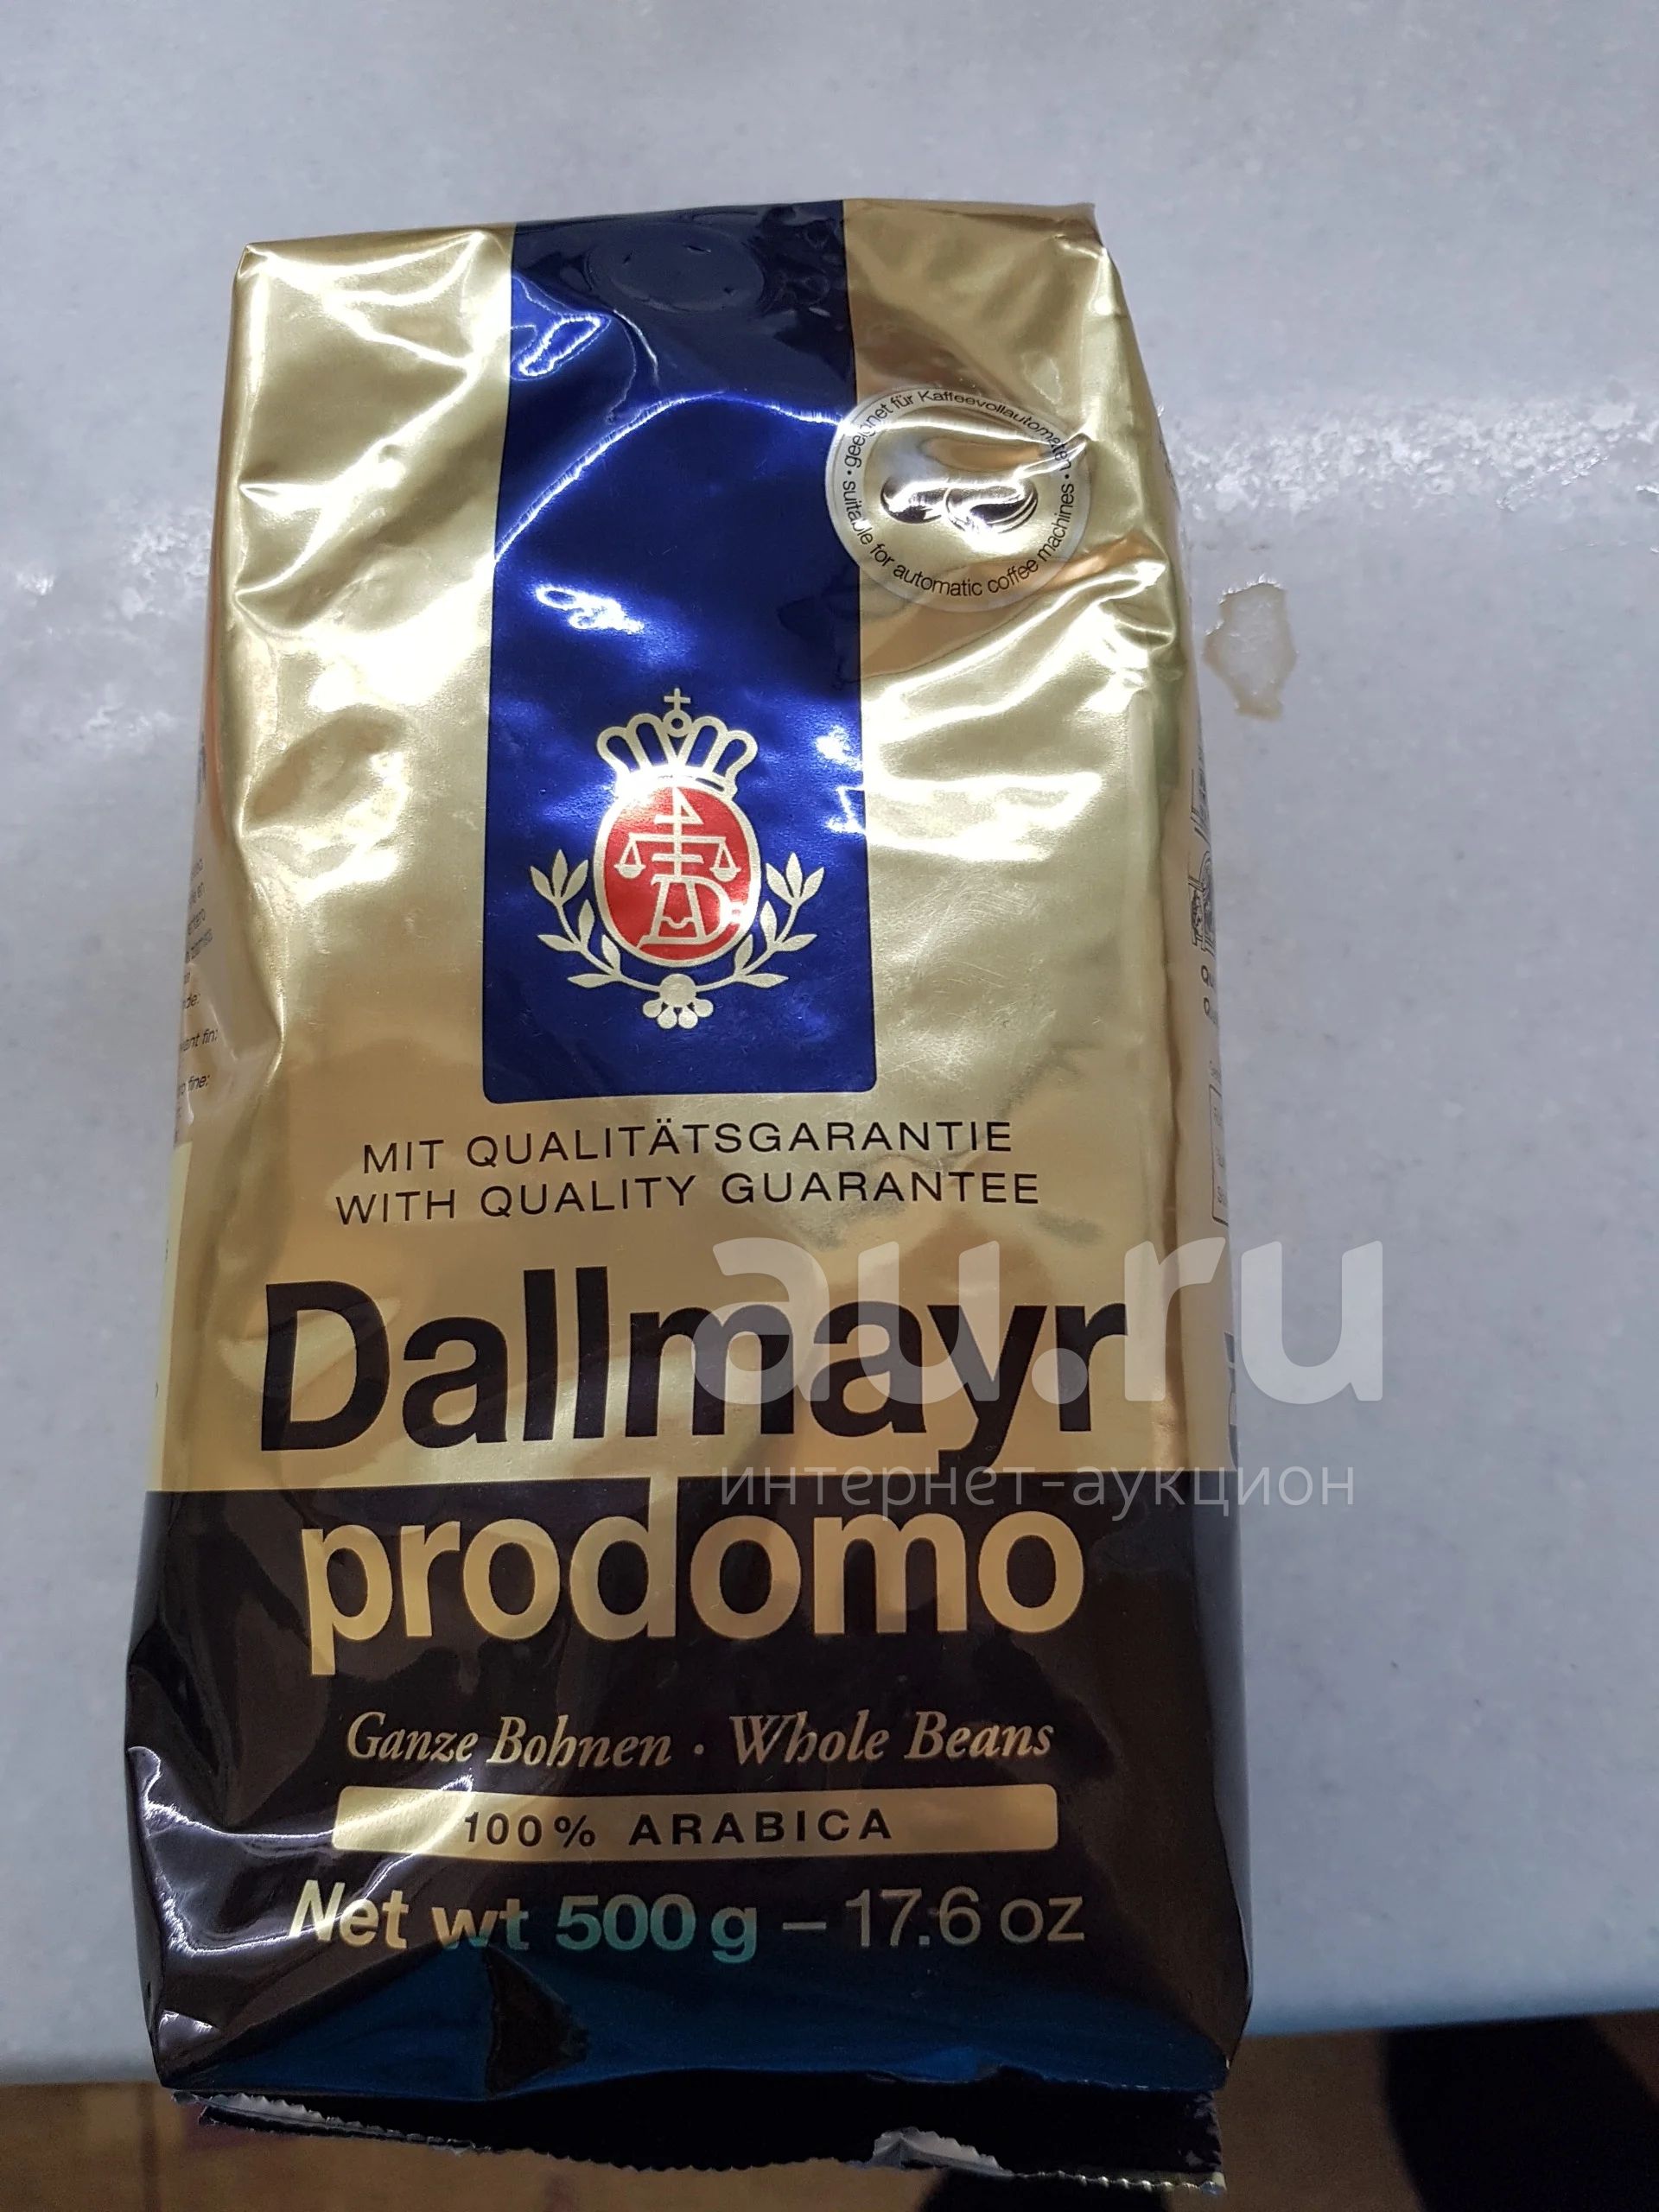 geeignet für Kaffeevollautomaten
suitable for automatic coffee machines
MIT QUALITÄTSGARANTIE
WITH QUALITY GUARANTEE
Dallmayr
prodomo
Ganze Bohnen · Whole Beans
100% ARABICA
Net wt 500 g – 17.6 oz
au.ru
интернет-аукцион